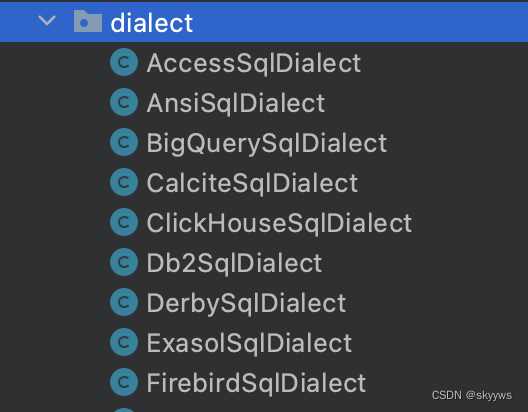 dialect
C AccessSqlDialect
C AnsiSqlDialect
C BigQuerySqlDialect
C CalciteSqlDialect
C ClickHouseSqlDialect
C Db2SqlDialect
C DerbySqlDialect
C ExasolSqlDialect
C FirebirdSqlDialect
CSDN @skyyws